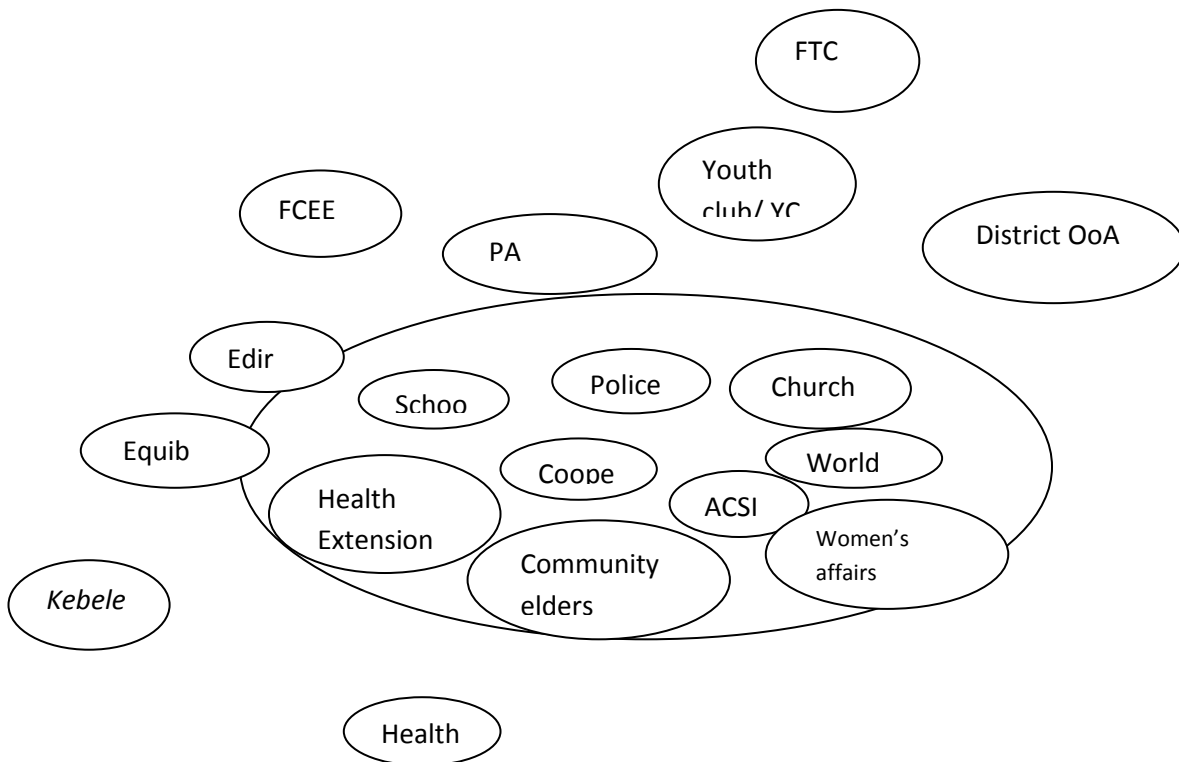 FTC
Youth
club/ YC
FCEE
District OoA
PA
Edir
Police
Church
Schoo
Equib
World
Coope
Health
Extension
ACSI
Women’s
affairs
Community
elders
Kebele
Health